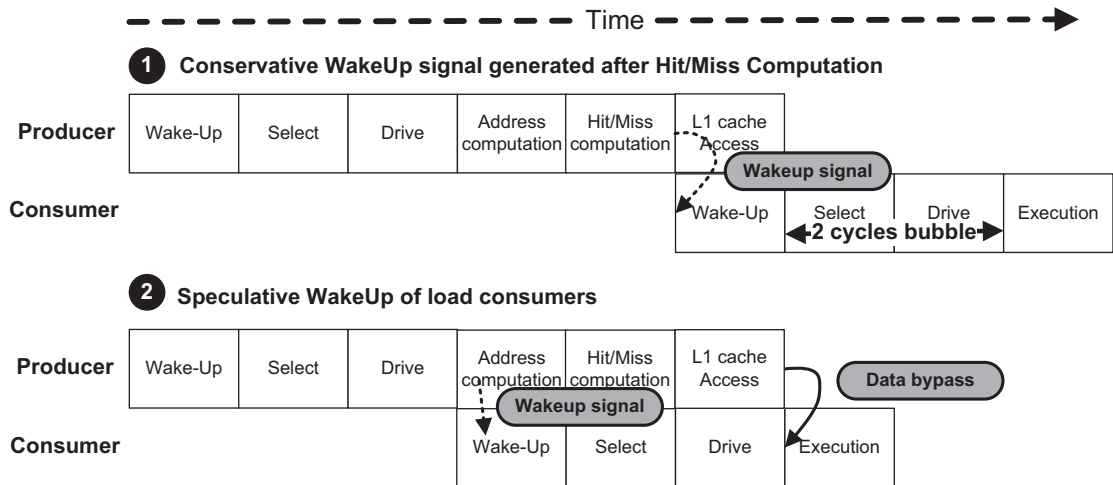 Time
1 Conservative WakeUp signal generated after Hit/Miss Computation
Producer
Wake-Up
Select
Drive
Address
computation
Hit/Miss
computation
L1 cache
Access
Wakeup signal
Consumer
Wake-Up
Select
Drive
Execution
2 cycles bubble
2 Speculative WakeUp of load consumers
Producer
Wake-Up
Select
Drive
Address
computation
Hit/Miss
computation
L1 cache
Access
Data bypass
Wakeup signal
Consumer
Wake-Up
Select
Drive
Execution